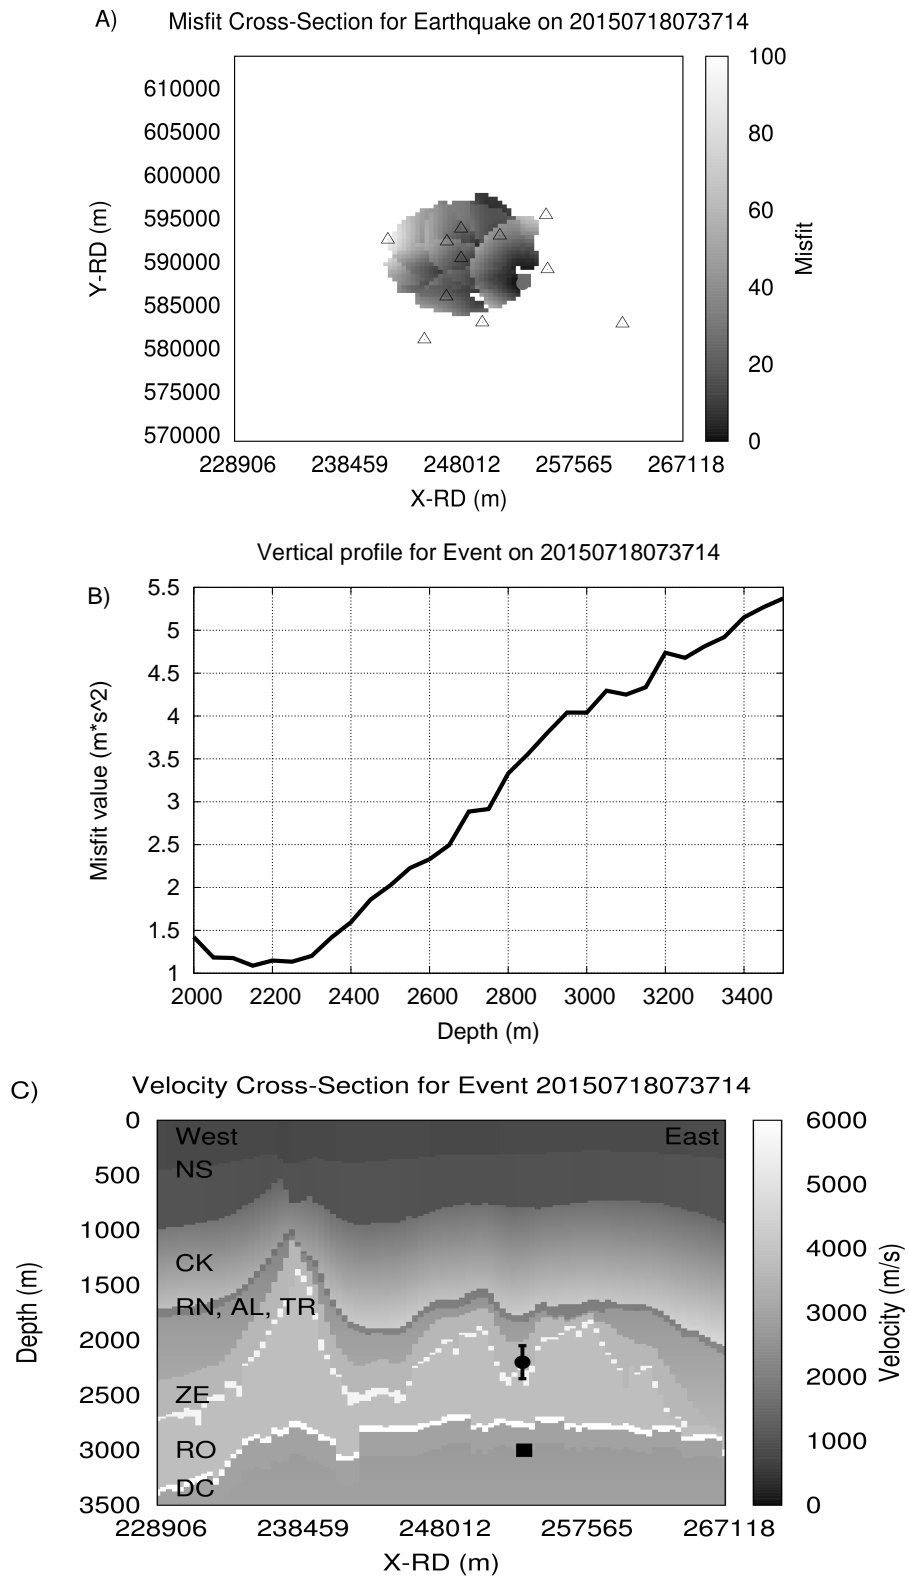 A) Misfit Cross-Section for Earthquake on 20150718073714
610000
605000
600000
595000
590000
585000
580000
575000
570000
Y-RD (m)
228906 238459 248012 257565 267118
X-RD (m)
100
80
60
40
20
0
Misfit
Vertical profile for Event on 20150718073714
B)
5.5
5
4.5
4
3.5
3
2.5
2
1.5
1
Misfit value (m*s^2)
2000 2200 2400 2600 2800 3000 3200 3400
Depth (m)
C) Velocity Cross-Section for Event 20150718073714
0
500
1000
1500
2000
2500
3000
3500
Depth (m)
West East
NS
CK
RN, AL, TR
ZE
RO
DC
228906 238459 248012 257565 267118
X-RD (m)
6000
5000
4000
3000
2000
1000
0
Velocity (m/s)